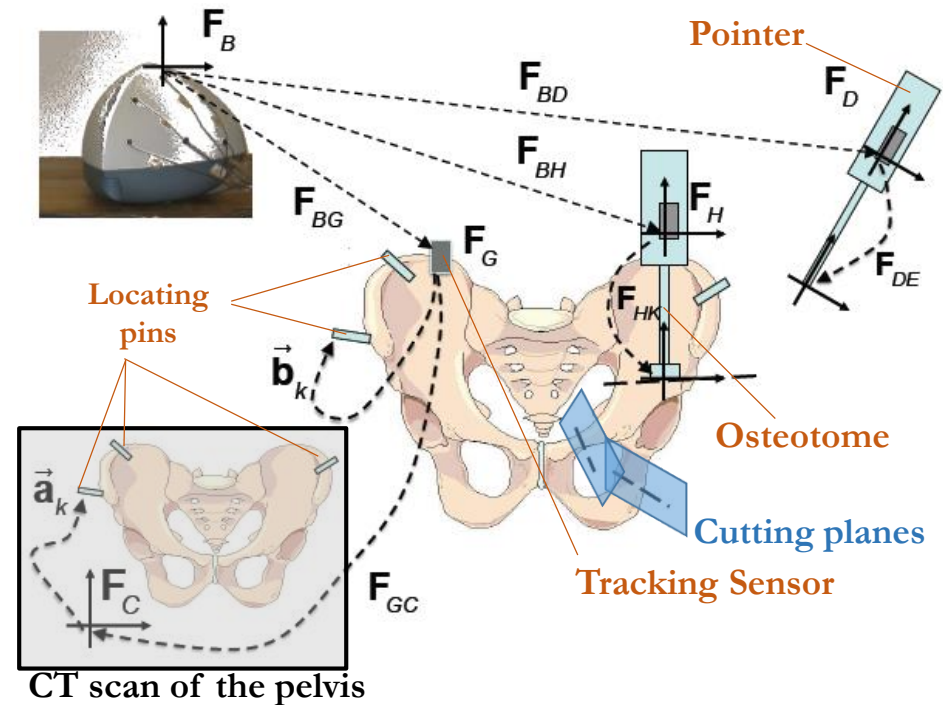 F_B
Pointer
F_BD
F_D
F_BH
F_BG
F_H
F_G
F_DE
Locating
pins
F_HK
b_k
Osteotome
a_k
Cutting planes
F_GC
Tracking Sensor
F_C
CT scan of the pelvis